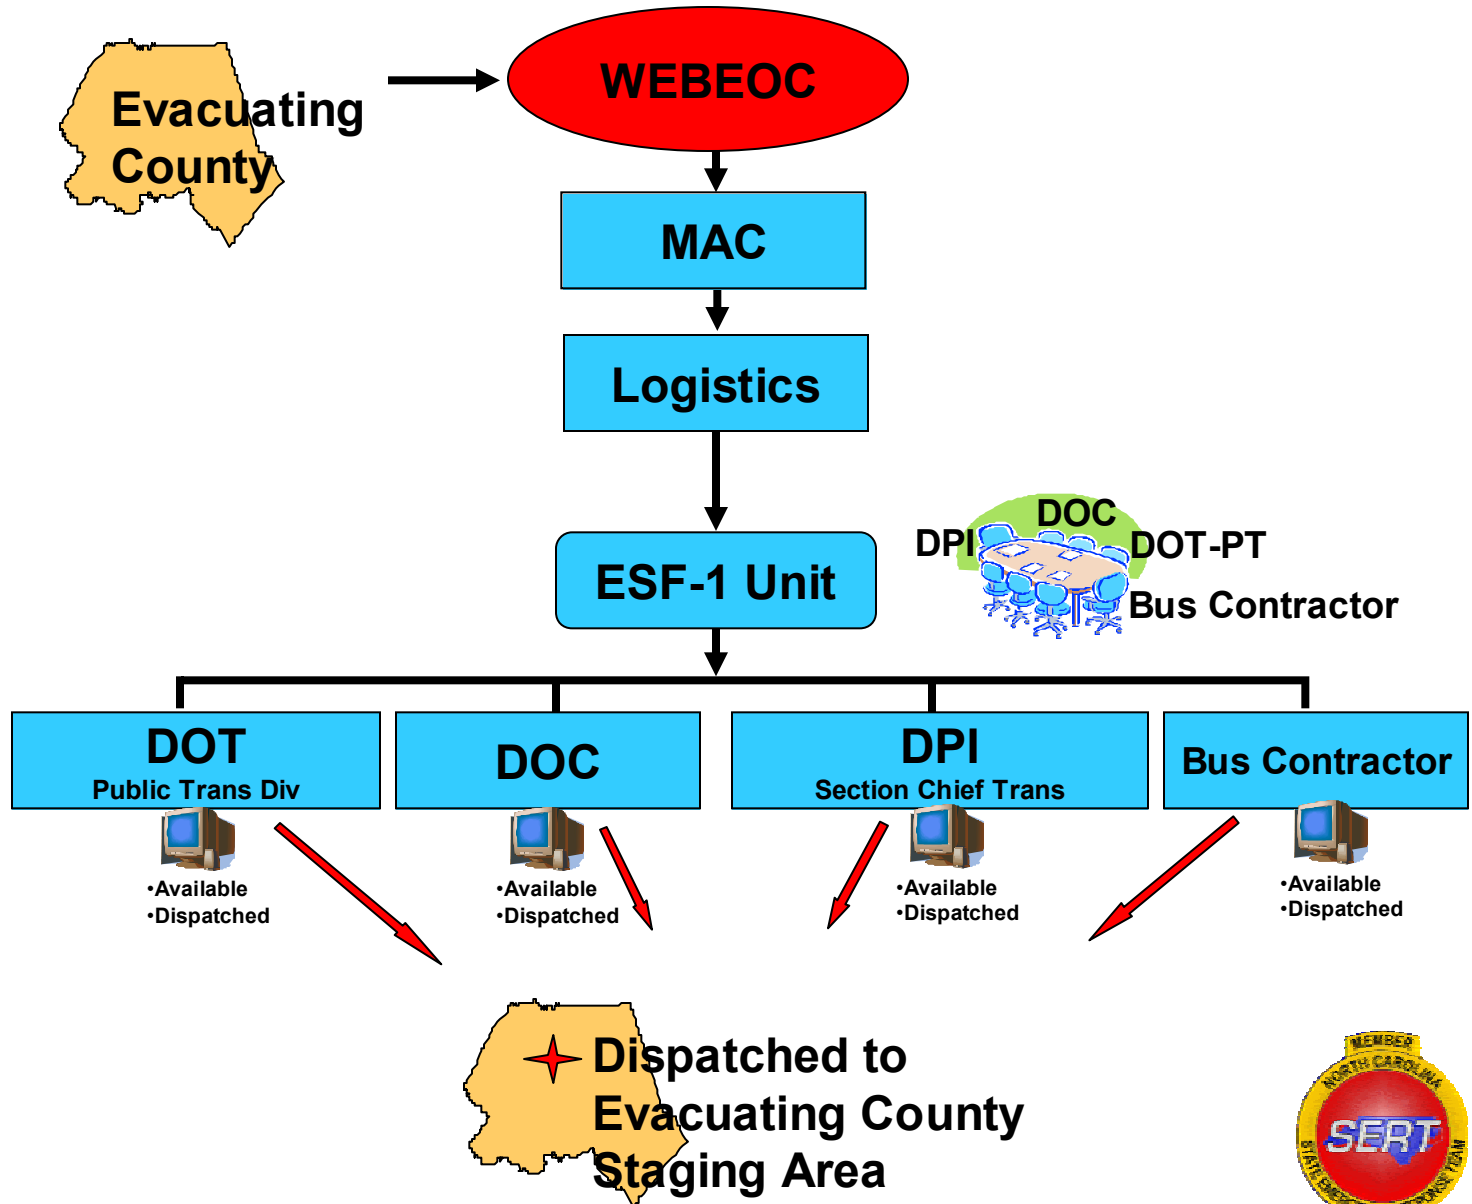 Evacuating
County
WEBEOC
MAC
Logistics
ESF-1 Unit
DOC
DPI
DOT-PT
Bus Contractor
DOT
Public Trans Div
DOC
DPI
Section Chief Trans
Bus Contractor
•Available
•Dispatched
•Available
•Dispatched
•Available
•Dispatched
•Available
•Dispatched
Dispatched to
Evacuating County
Staging Area
MEMBER
NORTH CAROLINA
SERT
STATE
TEAM